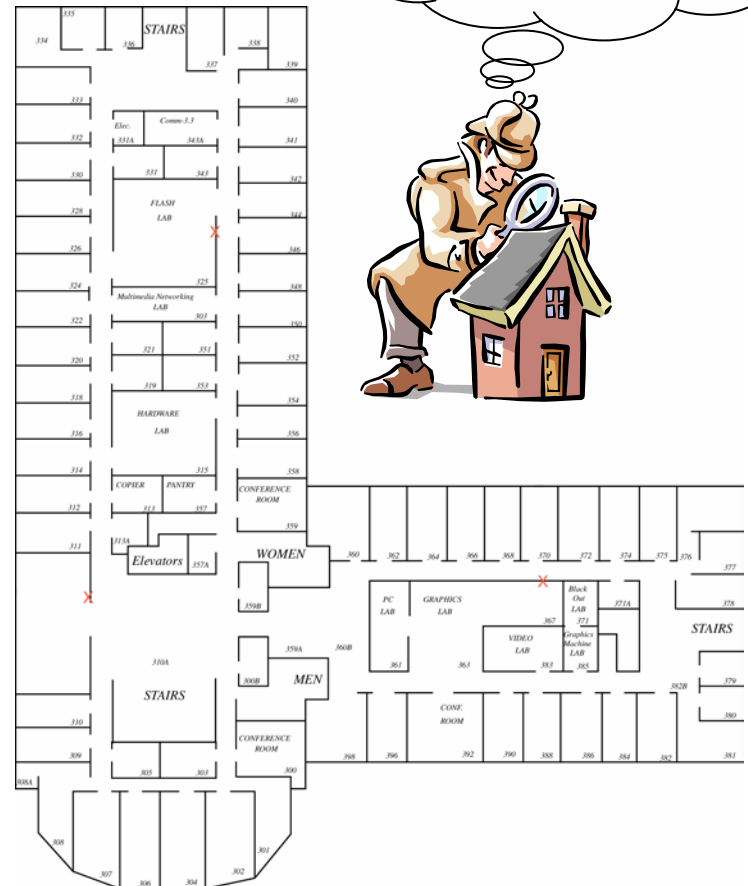 335
334
336
STAIRS
338
337
339
333
Elec.
Comm-3.3
340
332
331A
343A
341
330
331
343
342
FLASH
LAB
328
344
X
326
346
324
325
348
Multimedia Networking
LAB
322
303
350
321
351
320
352
319
353
318
354
HARDWARE
LAB
316
356
314
315
358
COPIER
PANTRY
CONFERENCE
ROOM
312
313
357
359
311
313A
Elevators
357A
WOMEN
X
359B
310A
359A
360B
STAIRS
300B
MEN
310
CONFERENCE
ROOM
309
305
303
300
308A
308
307
306
304
302
301
360
362
364
366
368
370
372
374
375
376
377
X
PC
LAB
GRAPHICS
LAB
Black
Out
LAB
371A
378
367
371
STAIRS
VIDEO
LAB
Graphics
Machine
LAB
361
363
383
385
382B
379
380
CONF.
ROOM
398
396
392
390
388
386
384
382
381